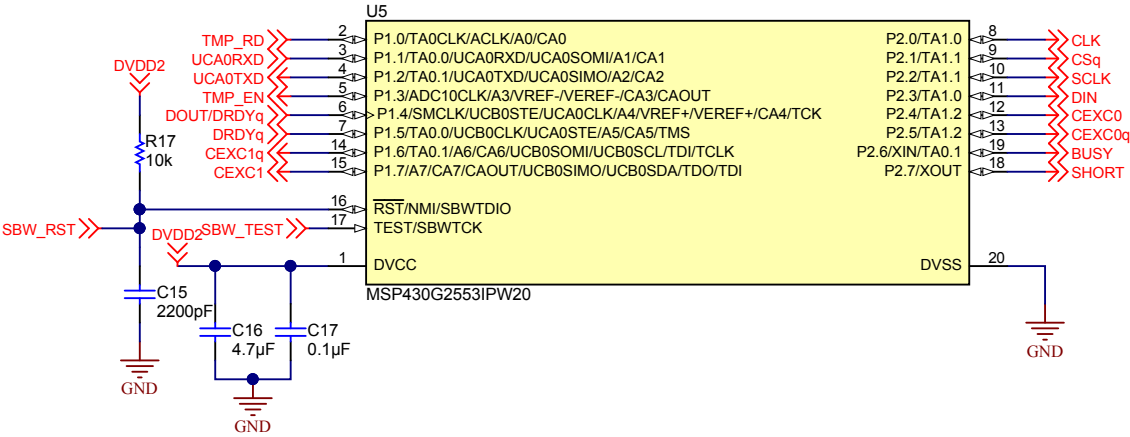 U5
TMP_RD 2 P1.0/TA0CLK/ACLK/A0/CA0 P2.0/TA1.0 8 CLK
UCA0RXD 3 P1.1/TA0.0/UCA0RXD/UCA0SOMI/A1/CA1 P2.1/TA1.1 9 CSq
UCA0TXD 4 P1.2/TA0.1/UCA0TXD/UCA0SIMO/A2/CA2 P2.2/TA1.1 10 SCLK
TMP_EN 5 P1.3/ADC10CLK/A3/VREF-/VEREF-/CA3/CAOUT P2.3/TA1.0 11 DIN
DOUT/DRDYq 6 P1.4/SMCLK/UCB0STE/UCA0CLK/A4/VREF+/VEREF+/CA4/TCK P2.4/TA1.2 12 CEXC0
DRDYq 7 P1.5/TA0.0/UCB0CLK/UCA0STE/A5/CA5/TMS P2.5/TA1.2 13 CEXC0q
CEXC1q 14 P1.6/TA0.1/A6/CA6/UCB0SOMI/UCB0SCL/TDI/TCLK P2.6/XIN/TA0.1 19 BUSY
CEXC1 15 P1.7/A7/CA7/CAOUT/UCB0SIMO/UCB0SDA/TDO/TDI P2.7/XOUT 18 SHORT
DVDD2
R17
10k
16 RST/NMI/SBWTDIO
SBW_RST
SBW_TEST 17 TEST/SBWTCK
DVDD2
1 DVCC DVSS 20
MSP430G2553IPW20
C15
2200pF
C16
4.7µF
C17
0.1µF
GND
GND
GND